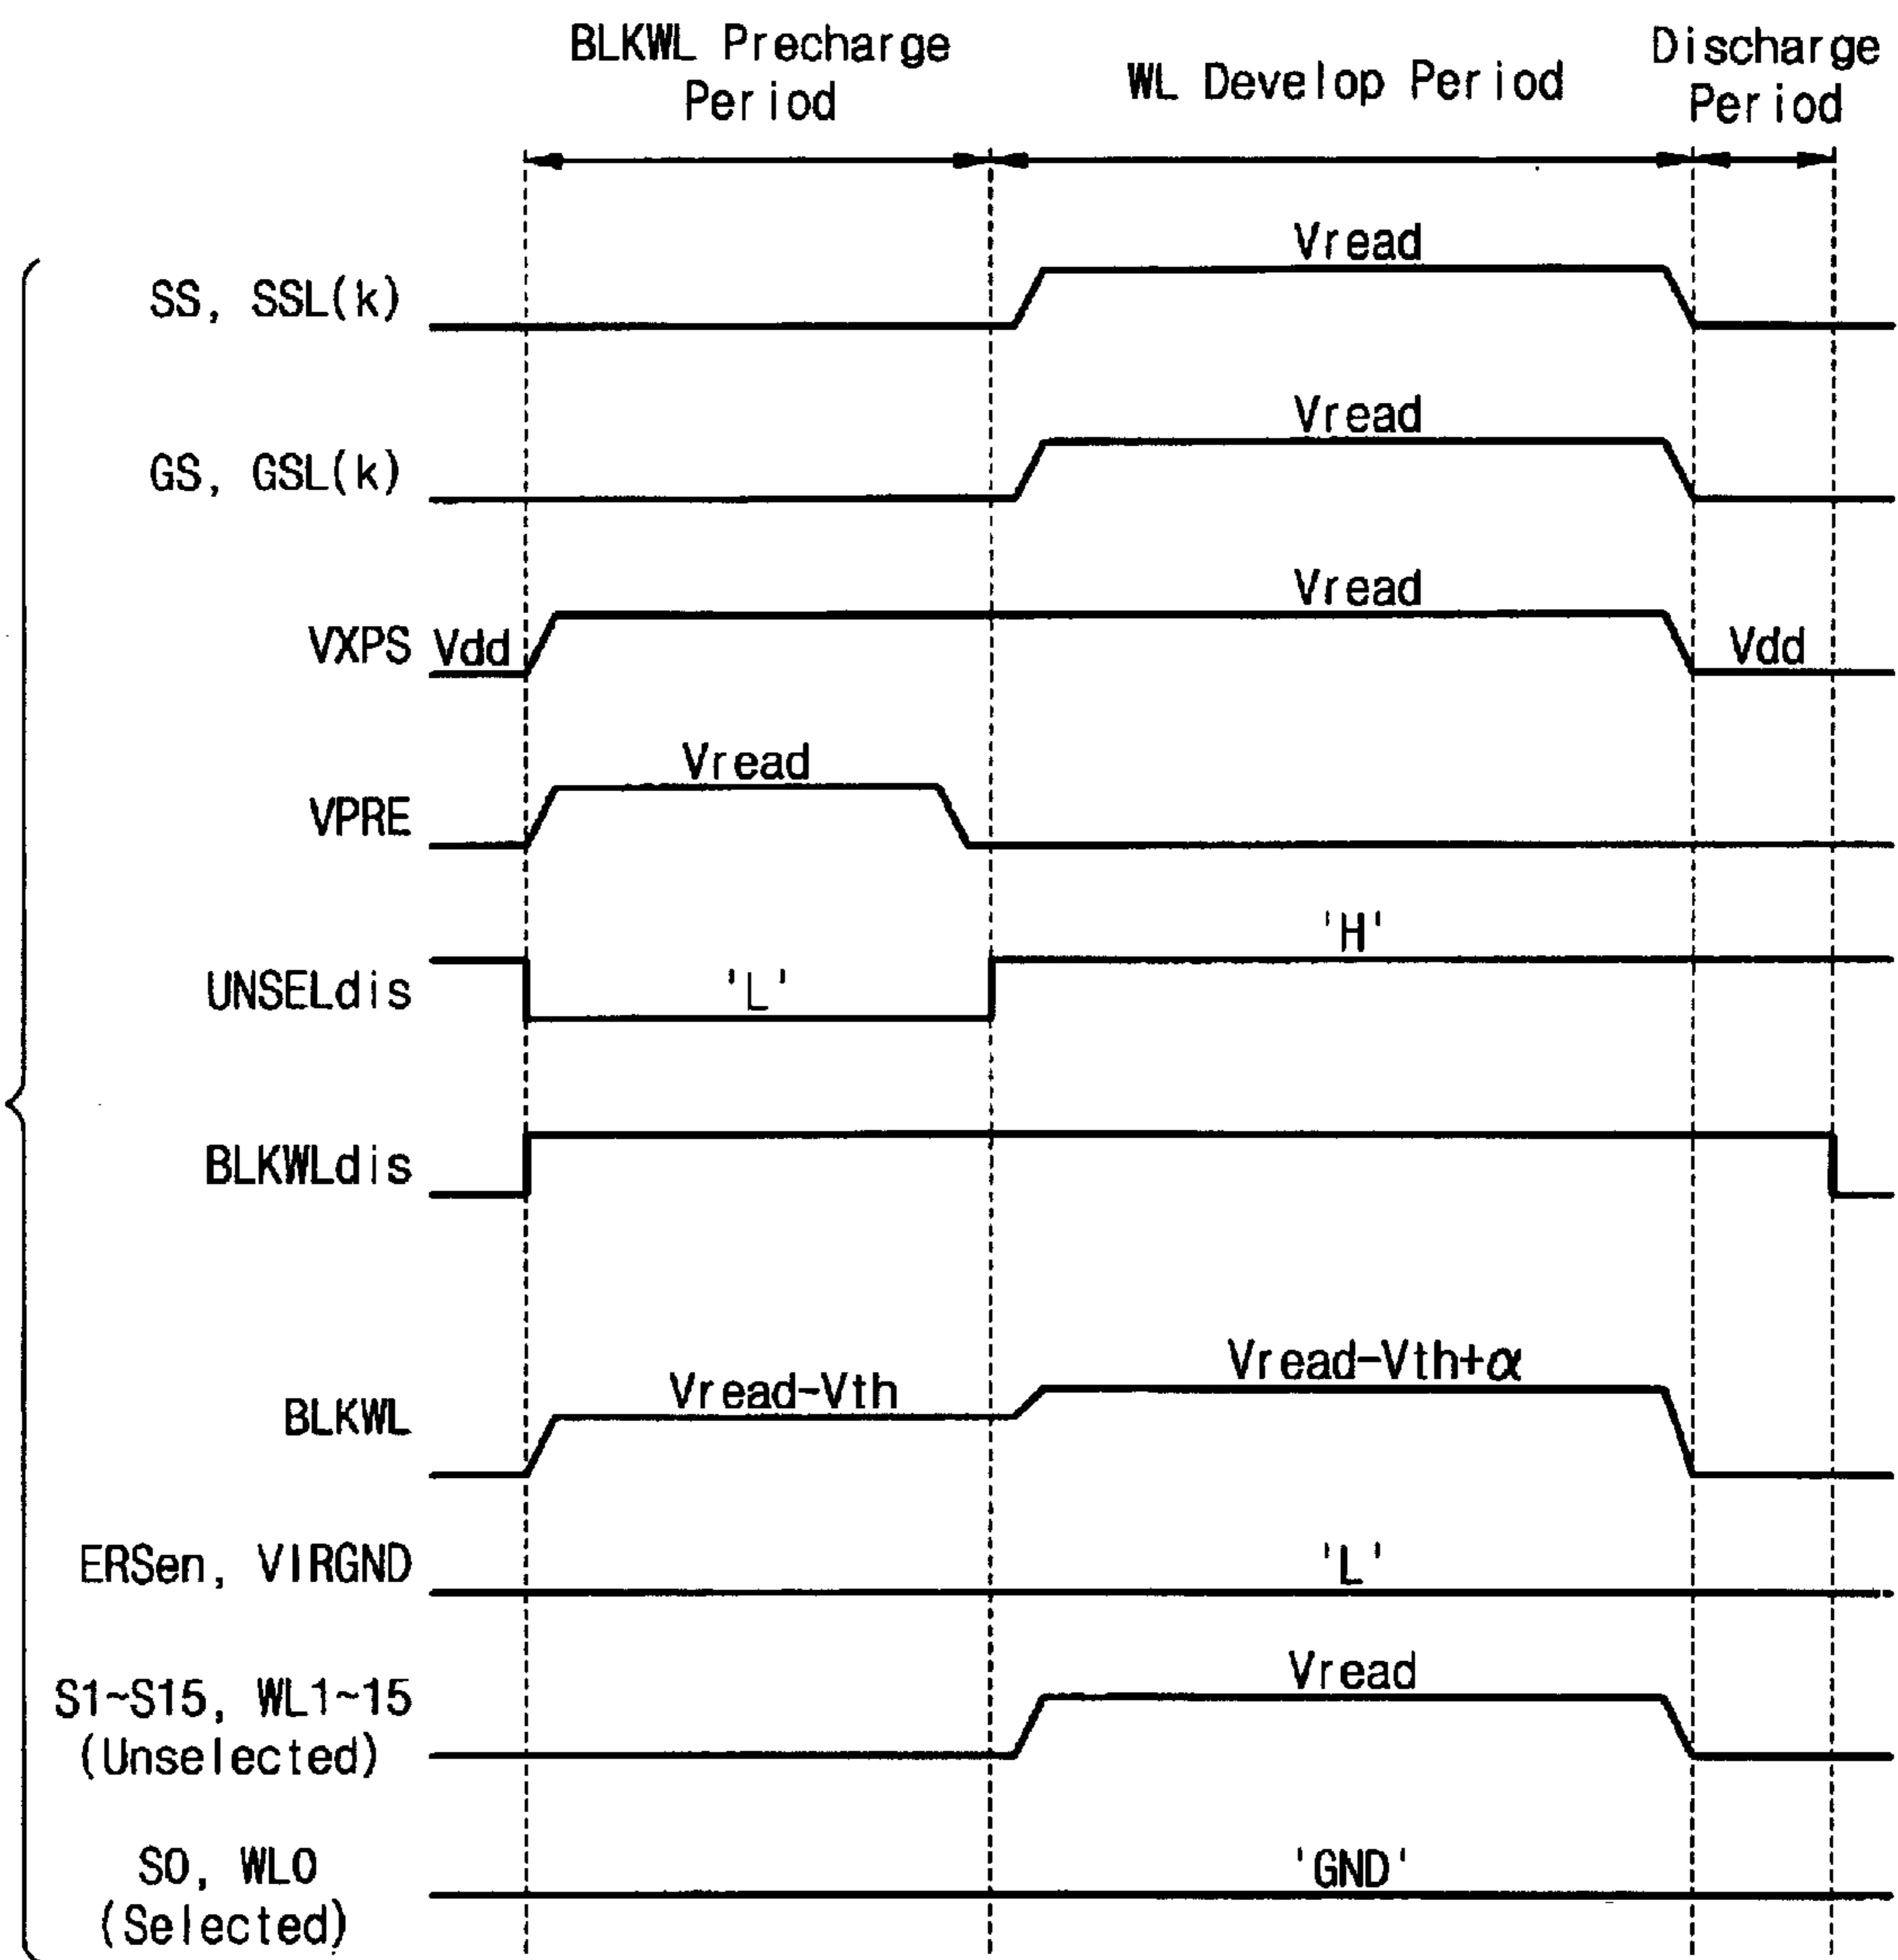 BLKWL Precharge
Period
WL Develop Period
Discharge
Period
SS, SSL(k)
Vread
GS, GSL(k)
Vread
VXPS
Vdd
Vread
Vdd
VPRE
Vread
UNSELdis
'L'
'H'
BLKWLdis
BLKWL
Vread-Vth
Vread-Vth+α
ERSen, VIRGND
'L'
S1~S15, WL1~15
(Unselected)
Vread
S0, WL0
(Selected)
'GND'